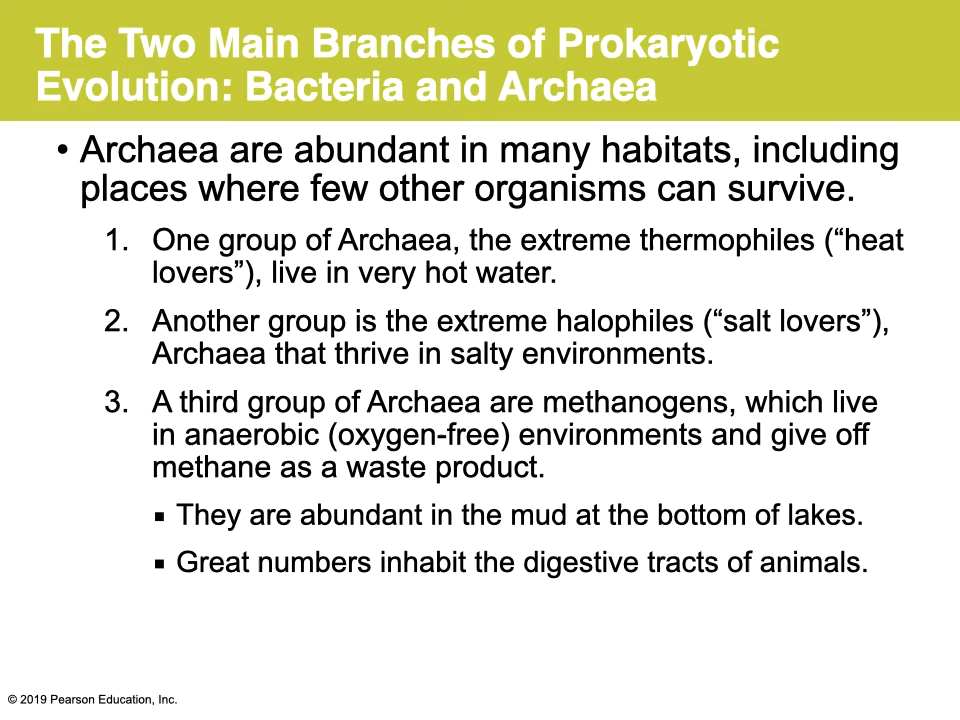 The Two Main Branches of Prokaryotic
Evolution: Bacteria and Archaea
• Archaea are abundant in many habitats, including
places where few other organisms can survive.
1. One group of Archaea, the extreme thermophiles (“heat
lovers”), live in very hot water.
2. Another group is the extreme halophiles (“salt lovers”),
Archaea that thrive in salty environments.
3. A third group of Archaea are methanogens, which live
in anaerobic (oxygen-free) environments and give off
methane as a waste product.
▪ They are abundant in the mud at the bottom of lakes.
▪ Great numbers inhabit the digestive tracts of animals.
© 2019 Pearson Education, Inc.